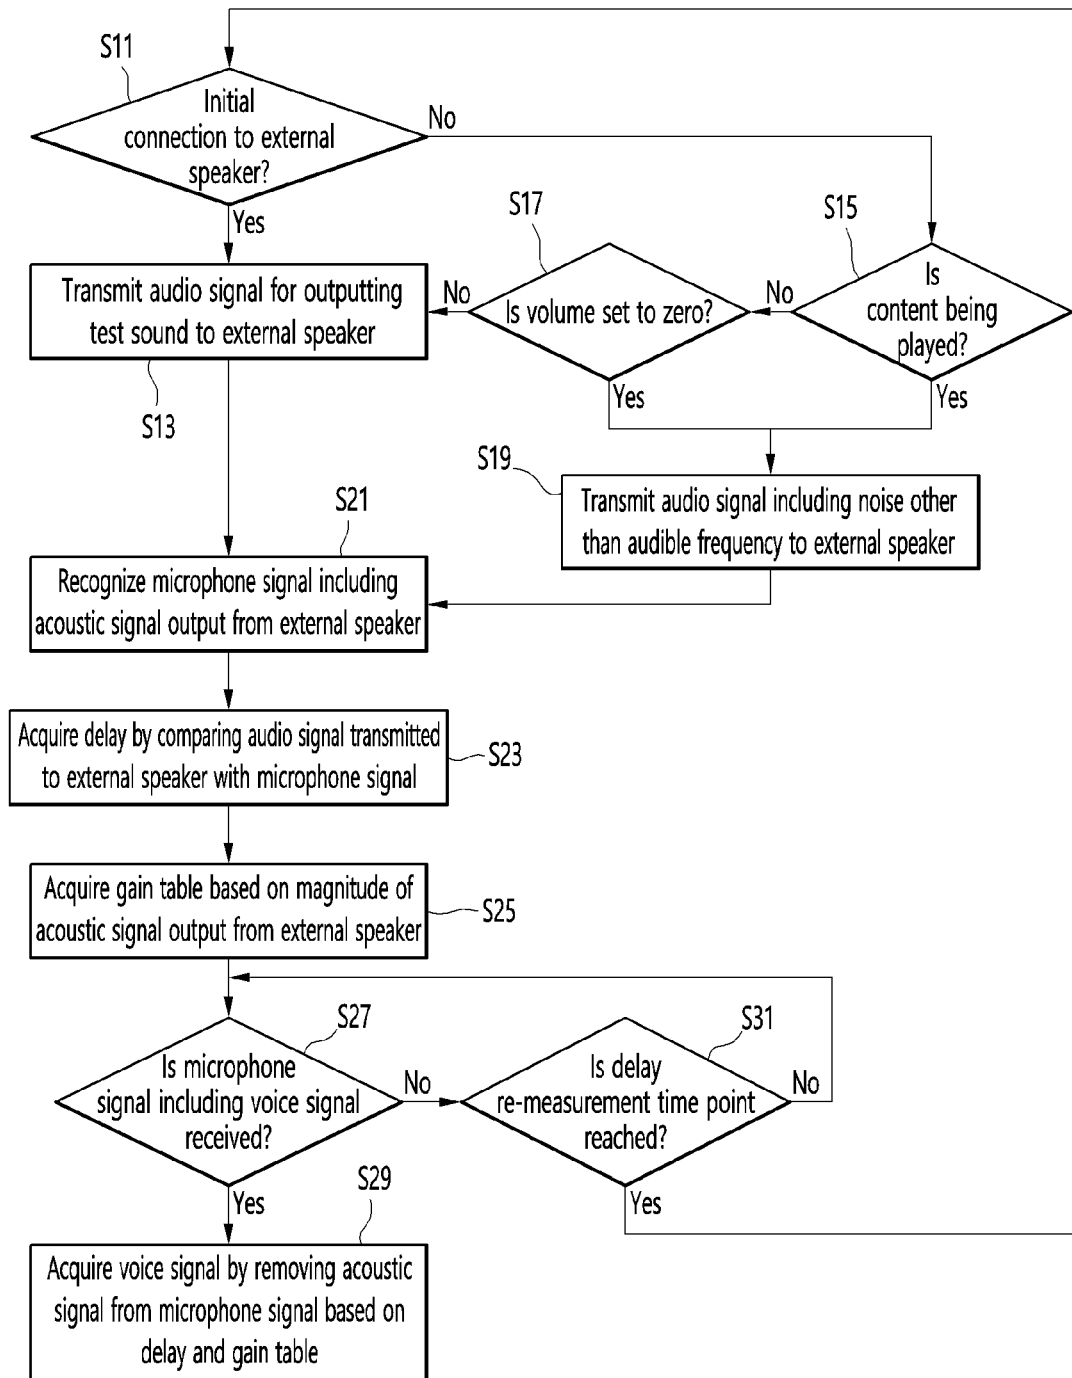 S11
Initial
connection to external
speaker?
No
Yes
S17
S15
Transmit audio signal for outputting
test sound to external speaker
No
Is volume set to zero?
No
Is
content being
played?
S13
Yes
Yes
S19
Transmit audio signal including noise other
than audible frequency to external speaker
S21
Recognize microphone signal including
acoustic signal output from external speaker
Acquire delay by comparing audio signal transmitted
to external speaker with microphone signal
S23
Acquire gain table based on magnitude of
acoustic signal output from external speaker
S25
S27
Is microphone
signal including voice signal
received?
No
S31
Is delay
re-measurement time point
reached?
No
Yes
Yes
S29
Acquire voice signal by removing acoustic
signal from microphone signal based on
delay and gain table